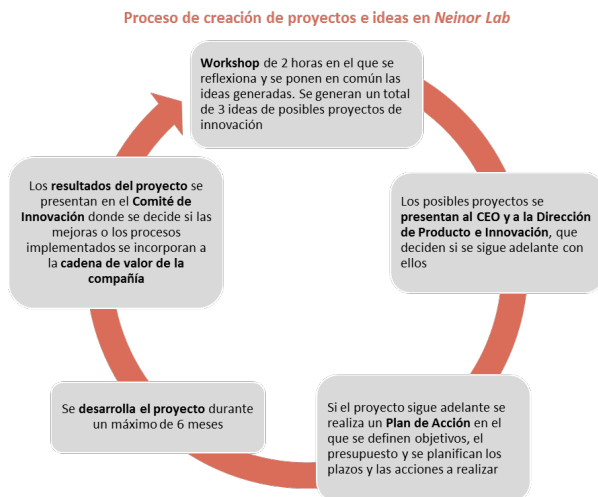 Proceso de creación de proyectos e ideas en Neinor Lab
Workshop de 2 horas en el que se
reflexiona y se ponen en común las
ideas generadas. Se generan un total
de 3 ideas de posibles proyectos de
innovación
Los posibles proyectos se
presentan al CEO y a la Dirección
de Producto e Innovación, que
deciden si se sigue adelante con
ellos
Si el proyecto sigue adelante se
realiza un Plan de Acción en el
que se definen objetivos, el
presupuesto y se planifican los
plazos y las acciones a realizar
Se desarrolla el proyecto durante
un máximo de 6 meses
Los resultados del proyecto se
presentan en el Comité de
Innovación donde se decide si las
mejoras o los procesos
implementados se incorporan a
la cadena de valor de la
compañía